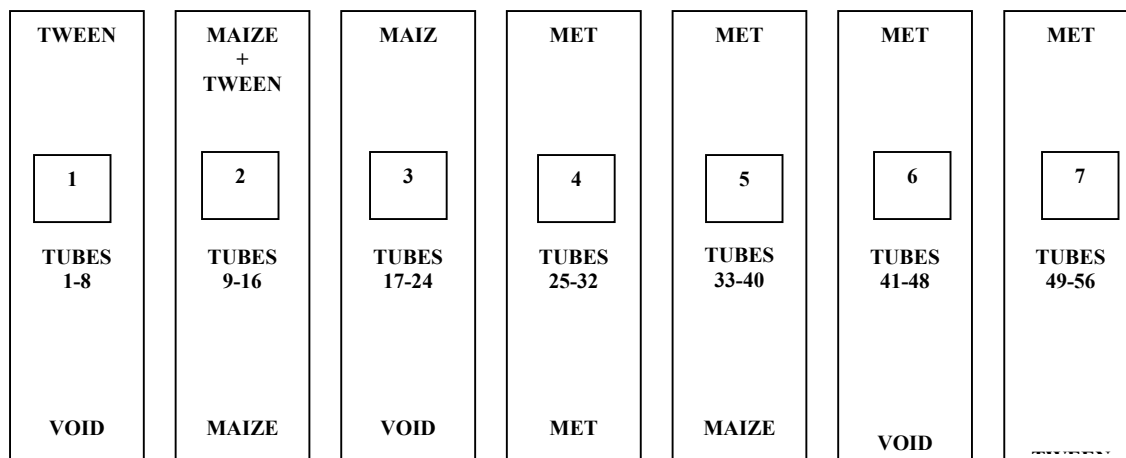 TWEEN
1
TUBES
1-8
VOID
MAIZE
+
TWEEN
2
TUBES
9-16
MAIZE
MAIZ
3
TUBES
17-24
VOID
MET
4
TUBES
25-32
MET
MET
5
TUBES
33-40
MAIZE
MET
6
TUBES
41-48
VOID
MET
7
TUBES
49-56